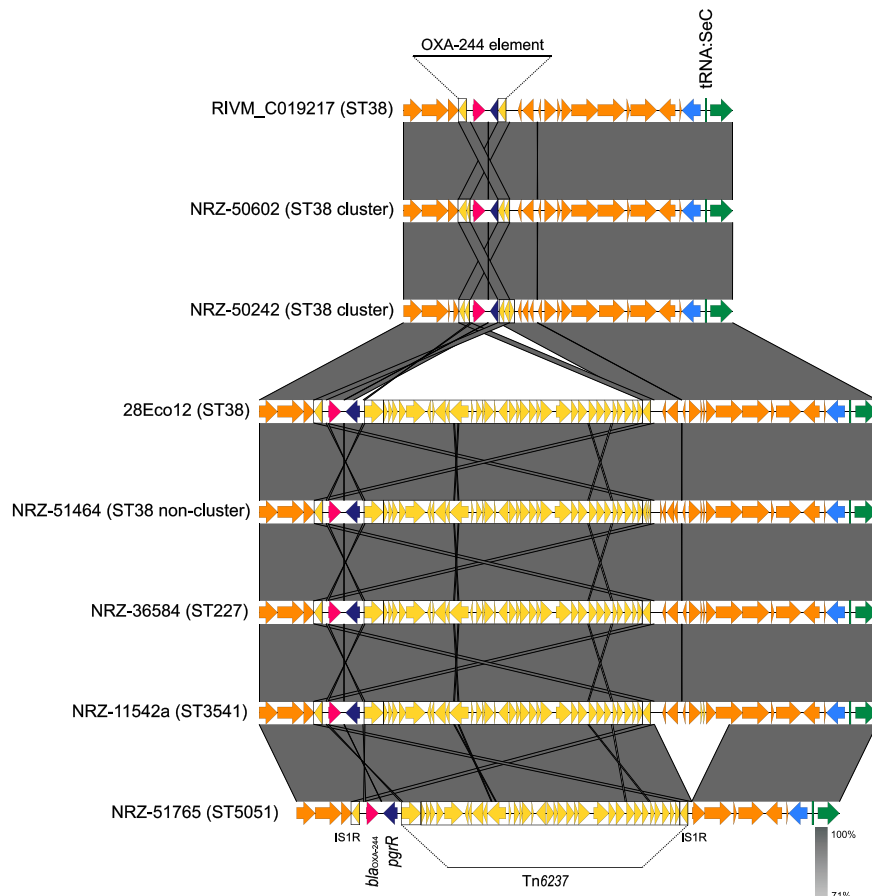 OXA-244 element
tRNA:SeC
RIVM_C019217 (ST38)
NRZ-50602 (ST38 cluster)
NRZ-50242 (ST38 cluster)
28Eco12 (ST38)
NRZ-51464 (ST38 non-cluster)
NRZ-36584 (ST227)
NRZ-11542a (ST3541)
NRZ-51765 (ST5051)
IS1R
blaOXA-244
pgrR
IS1R
Tn6237
100%
71%